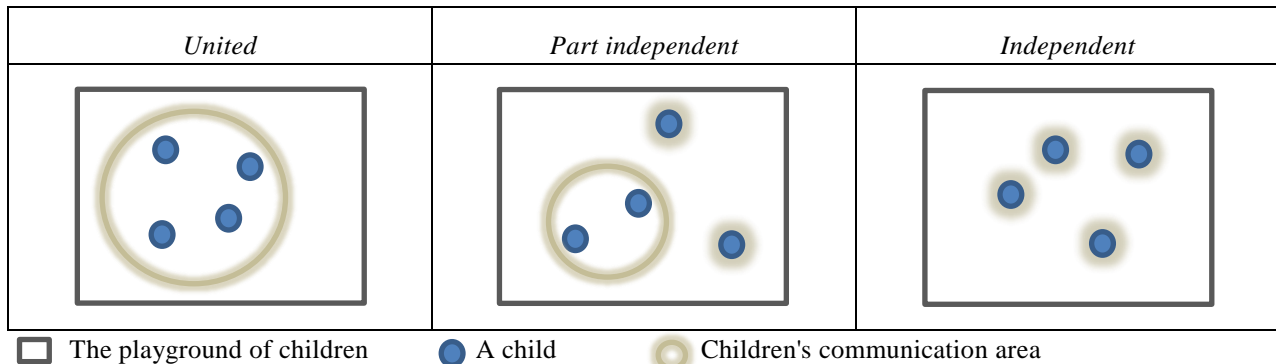 United Part independent Independent
The playground of children A child Children's communication area